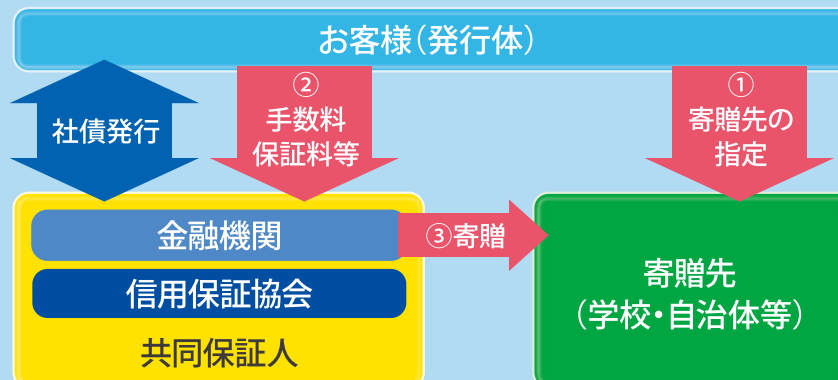 お客様（発行体）
社債発行
②
手数料
保証料等
①
寄贈先の
指定
金融機関
信用保証協会
共同保証人
③寄贈
寄贈先
（学校・自治体等）